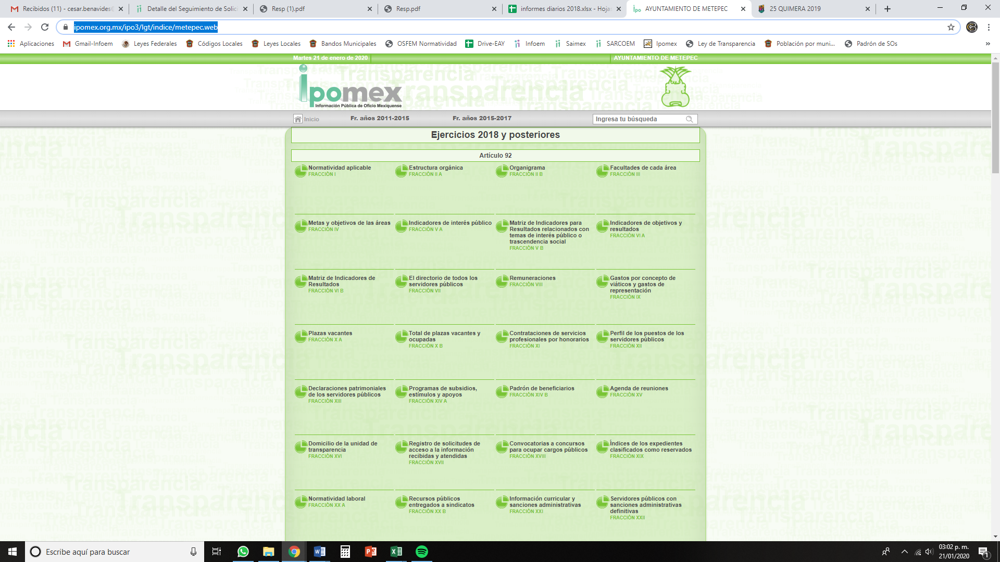 Recibidos (11) - cesar.benavides@
Detalle del Seguimiento de Solici
Resp (1).pdf
Resp.pdf
informes diarios 2018.xlsx - Hoja
AYUNTAMIENTO DE METEPEC
25 QUIMERA 2019
ipomex.org.mx/ipo3/lgt/indice/metepec.web
Aplicaciones
Gmail-Infoem
Leyes Federales
Códigos Locales
Leyes Locales
Bandos Municipales
OSFEM Normatividad
Drive-EAY
Infoem
Saimex
SARCOEM
Ipomex
Ley de Transparencia
Población por muni...
Padrón de SOs
»
Martes 21 de enero de 2020
AYUNTAMIENTO DE METEPEC
ipomex
Información Pública de Oficio Mexiquense
Transparencia
Inicio
Fr. años 2011-2015
Fr. años 2015-2017
Ingresa tu búsqueda
Ejercicios 2018 y posteriores
Artículo 92
Normatividad aplicable
FRACCIÓN I
Estructura orgánica
FRACCIÓN II A
Organigrama
FRACCIÓN II B
Facultades de cada área
FRACCIÓN III
Metas y objetivos de las áreas
FRACCIÓN IV
Indicadores de interés público
FRACCIÓN V A
Matriz de Indicadores para
Resultados relacionados con
temas de interés público o
trascendencia social
FRACCIÓN V B
Indicadores de objetivos y
resultados
FRACCIÓN VI A
Matriz de Indicadores de
Resultados
FRACCIÓN VI B
El directorio de todos los
servidores públicos
FRACCIÓN VII
Remuneraciones
FRACCIÓN VIII
Gastos por concepto de
viáticos y gastos de
representación
FRACCIÓN IX
Plazas vacantes
FRACCIÓN X A
Total de plazas vacantes y
ocupadas
FRACCIÓN X B
Contrataciones de servicios
profesionales por honorarios
FRACCIÓN XI
Perfil de los puestos de los
servidores públicos
FRACCIÓN XII
Declaraciones patrimoniales
de los servidores públicos
FRACCIÓN XIII
Programas de subsidios,
estímulos y apoyos
FRACCIÓN XIV A
Padrón de beneficiarios
FRACCIÓN XIV B
Agenda de reuniones
FRACCIÓN XV
Domicilio de la unidad de
transparencia
FRACCIÓN XVI
Registro de solicitudes de
acceso a la información
recibidas y atendidas
FRACCIÓN XVII
Convocatorias a concursos
para ocupar cargos públicos
FRACCIÓN XVIII
Índices de los expedientes
clasificados como reservados
FRACCIÓN XIX
Normatividad laboral
FRACCIÓN XX A
Recursos públicos
entregados a sindicatos
FRACCIÓN XX B
Información curricular y
sanciones administrativas
FRACCIÓN XXI
Servidores públicos con
sanciones administrativas
definitivas
FRACCIÓN XXII
Escribe aquí para buscar
03:02 p. m.
21/01/2020
1